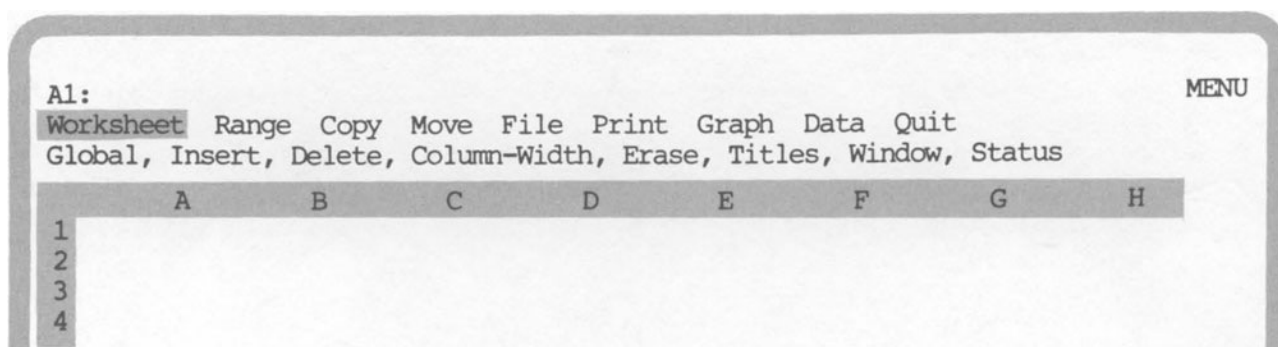 A1: MENU
Worksheet Range Copy Move File Print Graph Data Quit
Global, Insert, Delete, Column-Width, Erase, Titles, Window, Status
A B C D E F G H
1
2
3
4